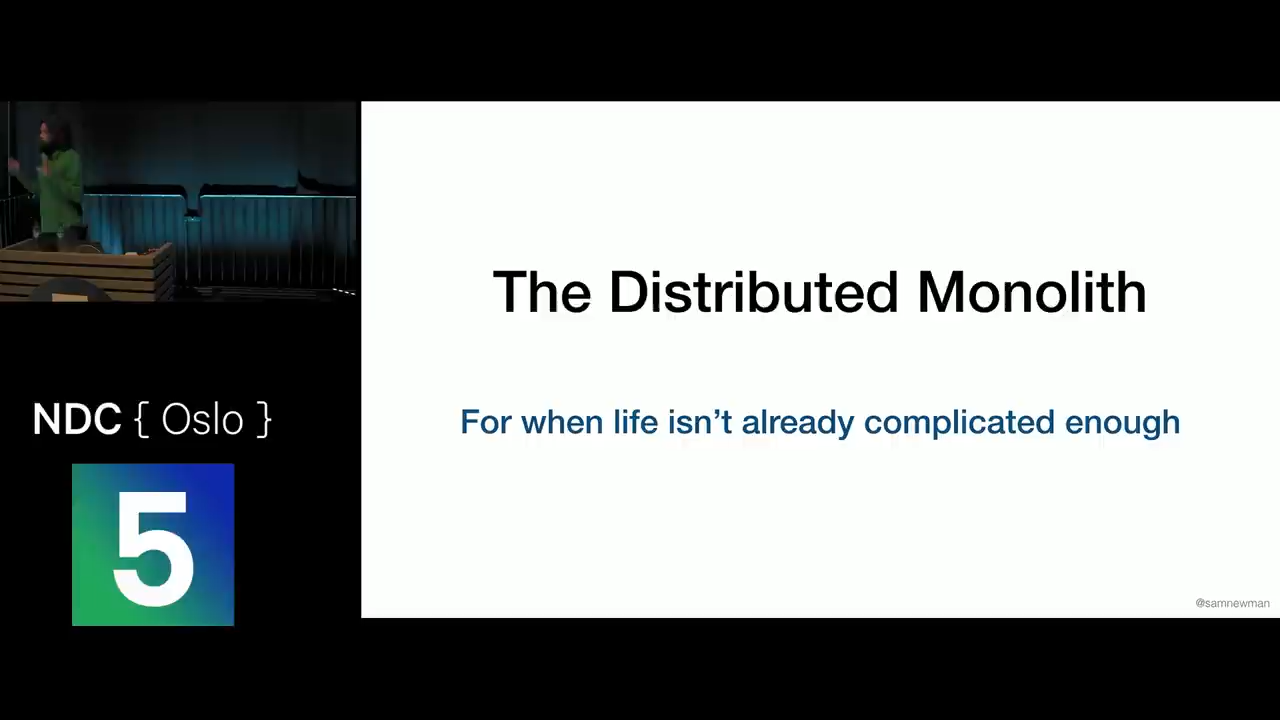 The Distributed Monolith
For when life isn't already complicated enough
NDC { Oslo }
5
@samnewman